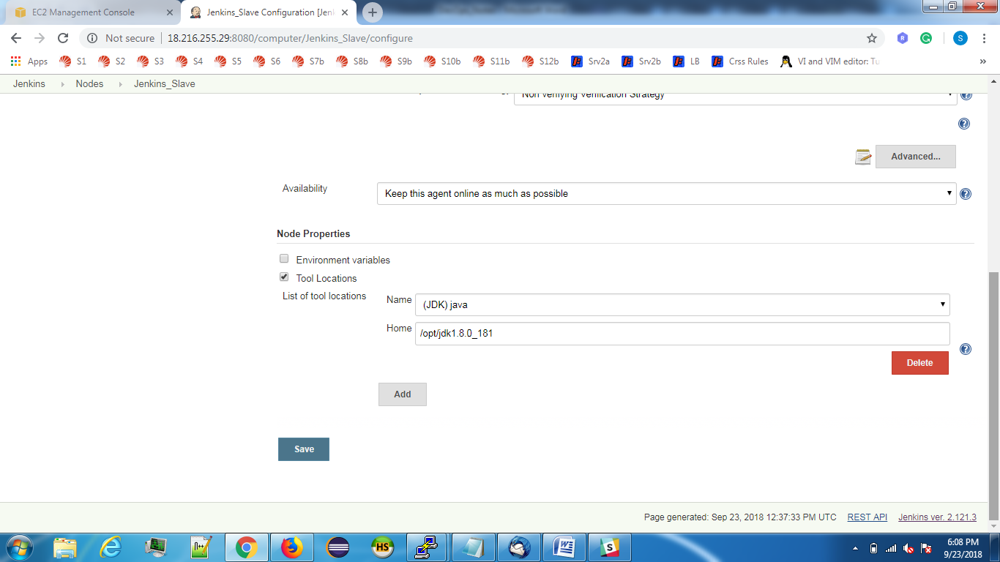 EC2 Management Console
Jenkins_Slave Configuration [Jen
Not secure
18.216.255.29:8080/computer/Jenkins_Slave/configure
S
Apps S1 S2 S3 S4 S5 S6 S7b S8b S9b S10b S11b S12b Srv2a Srv2b LB Crss Rules VI and VIM editor: Tu »
Jenkins Nodes Jenkins_Slave
Non verifying Verification Strategy
Advanced...
Availability Keep this agent online as much as possible
Node Properties
Environment variables
Tool Locations
List of tool locations Name (JDK) java
Home /opt/jdk1.8.0_181
Delete
Add
Save
Page generated: Sep 23, 2018 12:37:33 PM UTC REST API Jenkins ver. 2.121.3
HS
6:08 PM
9/23/2018